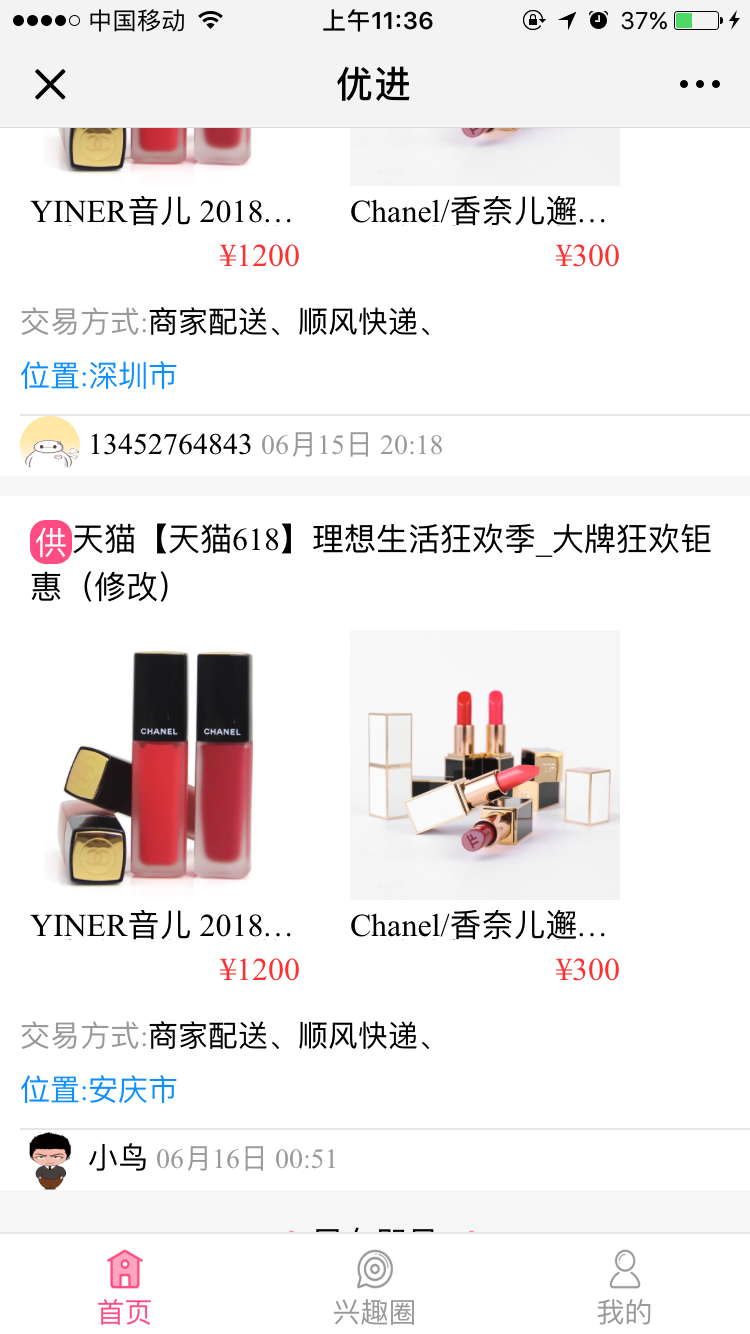 中国移动 上午11:36 37%
优进
YINER音儿 2018... Chanel/香奈儿邂...
¥1200 ¥300
交易方式:商家配送、顺风快递、
位置:深圳市
13452764843 06月15日 20:18
供天猫【天猫618】理想生活狂欢季_大牌狂欢钜
惠（修改）
CHANEL CHANEL
TF
YINER音儿 2018... Chanel/香奈儿邂...
¥1200 ¥300
交易方式:商家配送、顺风快递、
位置:安庆市
小鸟 06月16日 00:51
首页 兴趣圈 我的